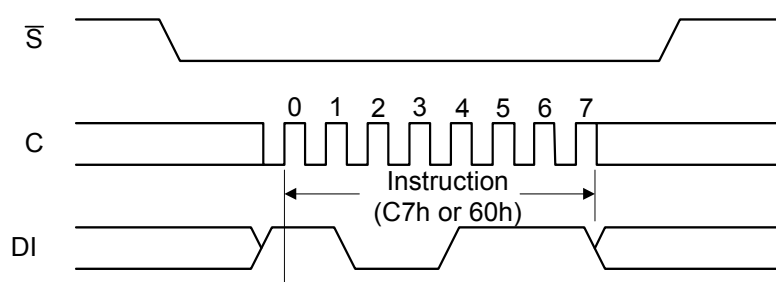 S̅
C
0 1 2 3 4 5 6 7
Instruction
(C7h or 60h)
DI